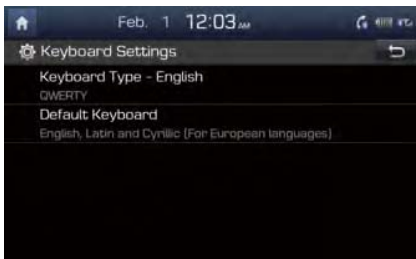 Feb. 1 12:03 AM
Keyboard Settings
Keyboard Type - English
QWERTY
Default Keyboard
English, Latin and Cyrillic (For European languages)